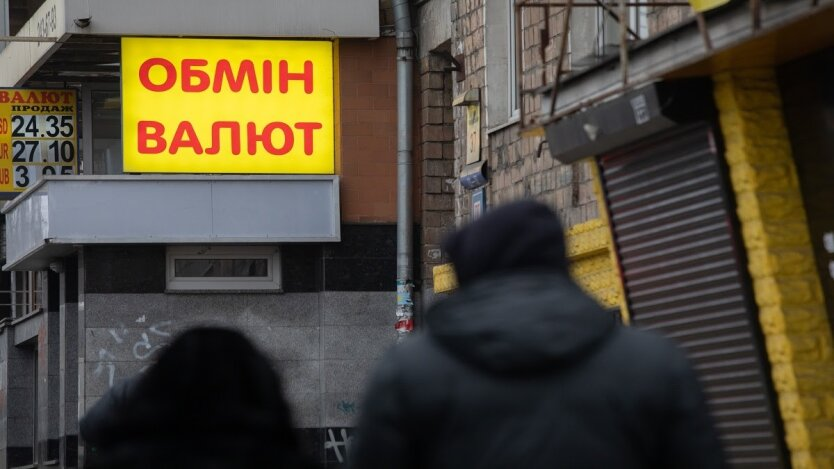 ОБМІН
ВАЛЮТ
ВАЛЮТ
ПРОДАЖ
24.35
27.10